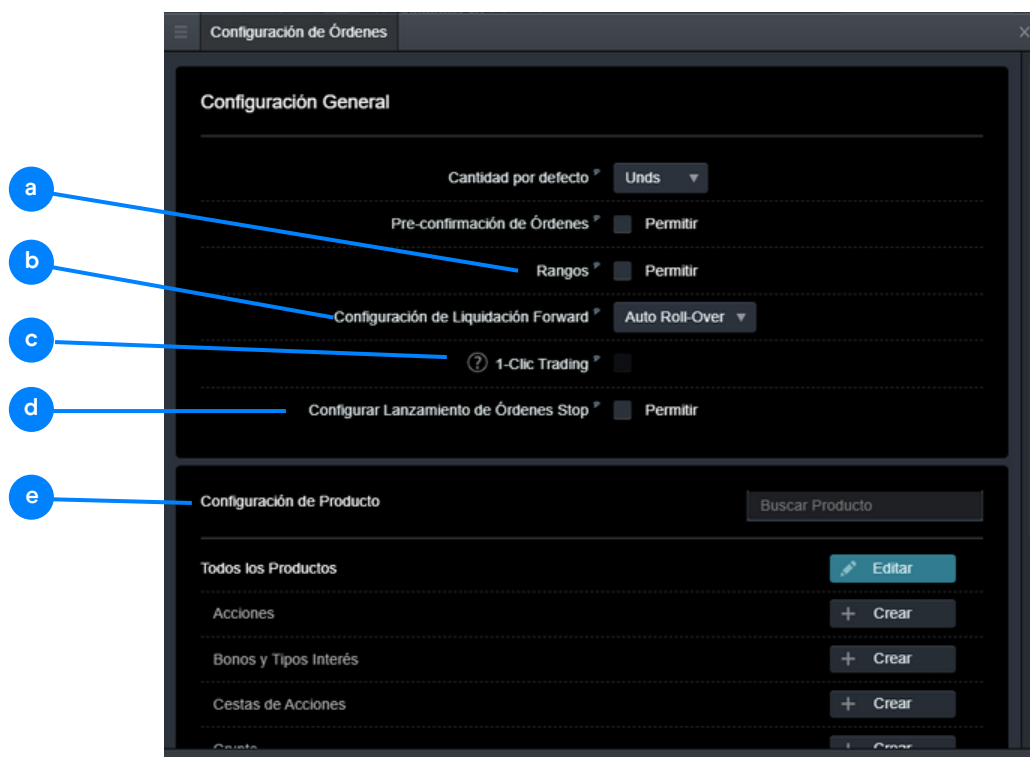 Configuración de Órdenes
Configuración General
Cantidad por defecto Unds
a
Pre-confirmación de Órdenes Permitir
Rangos Permitir
b
Configuración de Liquidación Forward Auto Roll-Over
c
? 1-Clic Trading
d
Configurar Lanzamiento de Órdenes Stop Permitir
e
Configuración de Producto Buscar Producto
Todos los Productos Editar
Acciones + Crear
Bonos y Tipos Interés + Crear
Cestas de Acciones + Crear